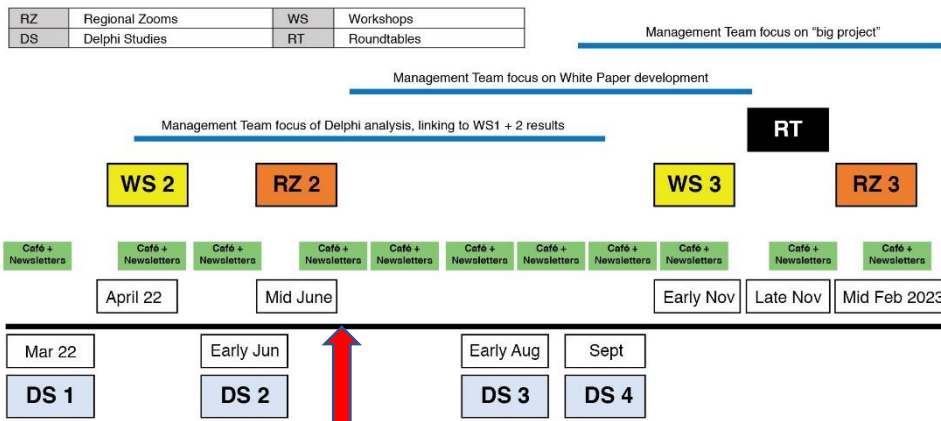 RZ Regional Zooms WS Workshops
DS Delphi Studies RT Roundtables
Management Team focus on “big project”
Management Team focus on White Paper development
Management Team focus of Delphi analysis, linking to WS1 + 2 results
RT
WS 2 RZ 2 WS 3 RZ 3
Café + Café + Café + Café + Café + Café + Café + Café + Café + Café + Café +
Newsletters Newsletters Newsletters Newsletters Newsletters Newsletters Newsletters Newsletters Newsletters Newsletters Newsletters
April 22 Mid June Early Nov Late Nov Mid Feb 2023
Mar 22 Early Jun Early Aug Sept
DS 1 DS 2 DS 3 DS 4